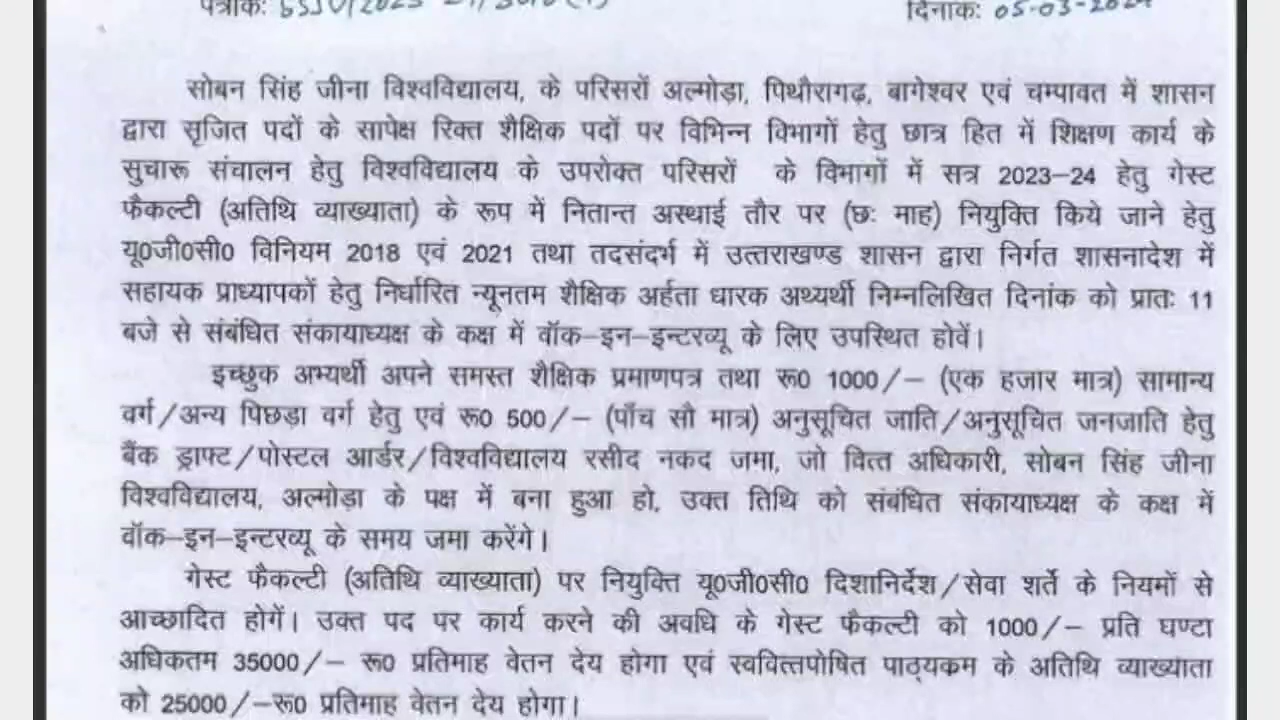 पत्रांकः
दिनांकः 05-03-2024
सोबन सिंह जीना विश्वविद्यालय, के परिसरों अल्मोड़ा, पिथौरागढ़, बागेश्वर एवं चम्पावत में शासन
द्वारा सृजित पदों के सापेक्ष रिक्त शैक्षिक पदों पर विभिन्न विभागों हेतु छात्र हित में शिक्षण कार्य के
सुचारू संचालन हेतु विश्वविद्यालय के उपरोक्त परिसरों के विभागों में सत्र 2023–24 हेतु गेस्ट
फैकल्टी (अतिथि व्याख्याता) के रूप में नितान्त अस्थाई तौर पर (छः माह) नियुक्ति किये जाने हेतु
यू0जी0सी0 विनियम 2018 एवं 2021 तथा तदसंदर्भ में उत्तराखण्ड शासन द्वारा निर्गत शासनादेश में
सहायक प्राध्यापकों हेतु निर्धारित न्यूनतम शैक्षिक अर्हता धारक अथ्यर्थी निम्नलिखित दिनांक को प्रातः 11
बजे से संबंधित संकायाध्यक्ष के कक्ष में वॉक–इन–इन्टरव्यू के लिए उपस्थित होवें।
इच्छुक अभ्यर्थी अपने समस्त शैक्षिक प्रमाणपत्र तथा रू0 1000/– (एक हजार मात्र) सामान्य
वर्ग/अन्य पिछड़ा वर्ग हेतु एवं रू0 500/– (पाँच सौ मात्र) अनुसूचित जाति/अनुसूचित जनजाति हेतु
बैंक ड्राफ्ट/पोस्टल आर्डर/विश्वविद्यालय रसीद नकद जमा, जो वित्त अधिकारी, सोबन सिंह जीना
विश्वविद्यालय, अल्मोड़ा के पक्ष में बना हुआ हो, उक्त तिथि को संबंधित संकायाध्यक्ष के कक्ष में
वॉक–इन–इन्टरव्यू के समय जमा करेंगे।
गेस्ट फैकल्टी (अतिथि व्याख्याता) पर नियुक्ति यू0जी0सी0 दिशानिर्देश/सेवा शर्ते के नियमों से
आच्छादित होगें। उक्त पद पर कार्य करने की अवधि के गेस्ट फैकल्टी को 1000/– प्रति घण्टा
अधिकतम 35000/– रू0 प्रतिमाह वेतन देय होगा एवं स्ववित्तपोषित पाठ्यकम के अतिथि व्याख्याता
को 25000/–रू0 प्रतिमाह वेतन देय होगा।